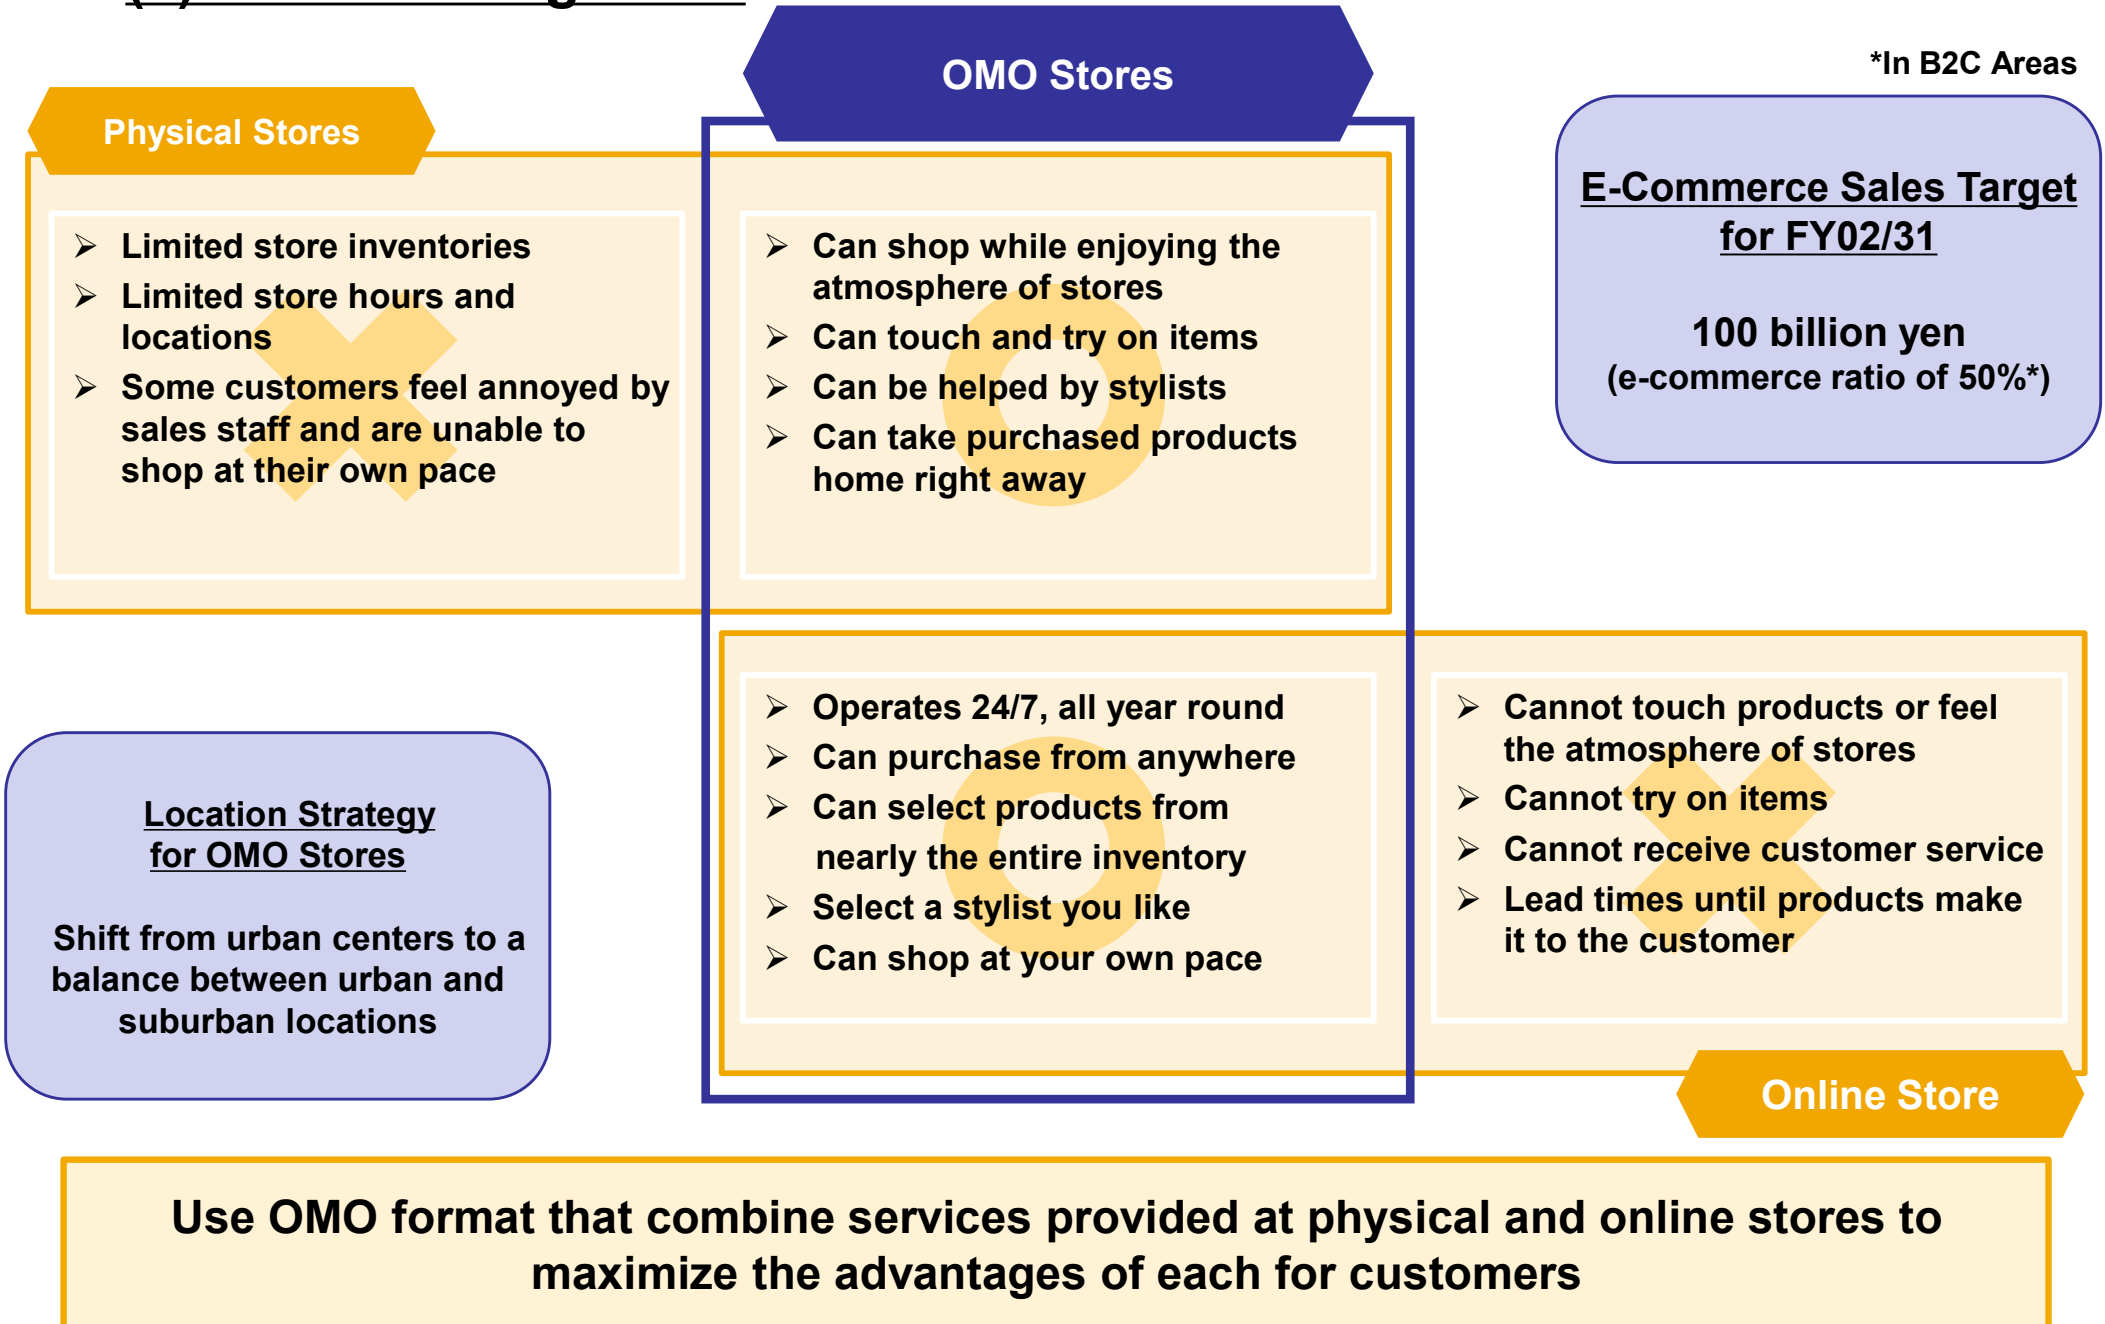 OMO Stores
*In B2C Areas
Physical Stores
➢ Limited store inventories
➢ Limited store hours and
locations
➢ Some customers feel annoyed by
sales staff and are unable to
shop at their own pace
➢ Can shop while enjoying the
atmosphere of stores
➢ Can touch and try on items
➢ Can be helped by stylists
➢ Can take purchased products
home right away
E-Commerce Sales Target
for FY02/31
100 billion yen
(e-commerce ratio of 50%*)
Location Strategy
for OMO Stores
Shift from urban centers to a
balance between urban and
suburban locations
➢ Operates 24/7, all year round
➢ Can purchase from anywhere
➢ Can select products from
nearly the entire inventory
➢ Select a stylist you like
➢ Can shop at your own pace
➢ Cannot touch products or feel
the atmosphere of stores
➢ Cannot try on items
➢ Cannot receive customer service
➢ Lead times until products make
it to the customer
Online Store
Use OMO format that combine services provided at physical and online stores to
maximize the advantages of each for customers